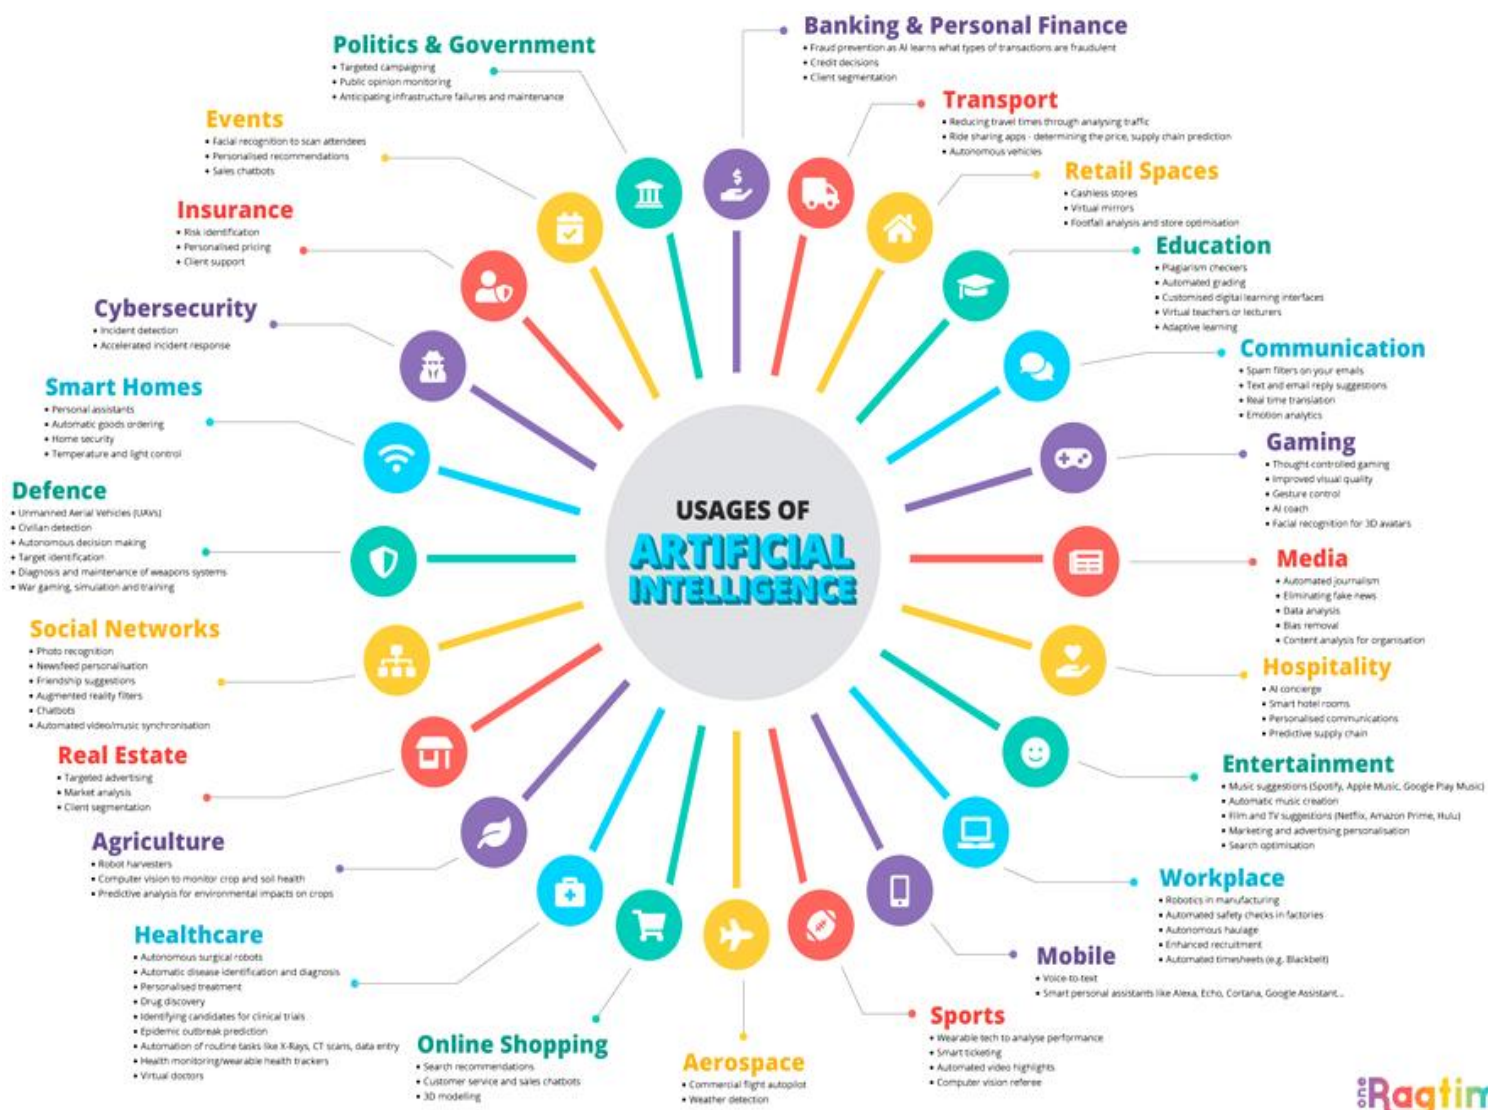 USAGES OF
ARTIFICIAL
INTELLIGENCE
Banking & Personal Finance
• Fraud prevention as AI learns what types of transactions are fraudulent
• Credit decisions
• Client segmentation
Transport
• Reducing travel times through analysing traffic
• Ride sharing apps - determining the price, supply chain prediction
• Autonomous vehicles
Retail Spaces
• Cashless stores
• Virtual mirrors
• Footfall analysis and store optimisation
Education
• Plagiarism checkers
• Automated grading
• Customised digital learning interfaces
• Virtual teachers or lecturers
• Adaptive learning
Communication
• Spam filters on your emails
• Text and email reply suggestions
• Real time translation
• Emotion analytics
Gaming
• Thought-controlled gaming
• Improved visual quality
• Gesture control
• AI coach
• Facial recognition for 3D avatars
Media
• Automated journalism
• Eliminating fake news
• Data analysis
• Bias removal
• Content analysis for organisation
Hospitality
• AI concierge
• Smart hotel rooms
• Personalised communications
• Predictive supply chain
Entertainment
• Music suggestions (Spotify, Apple Music, Google Play Music)
• Automatic music creation
• Film and TV suggestions (Netflix, Amazon Prime, Hulu)
• Marketing and advertising personalisation
• Search optimisation
Workplace
• Robotics in manufacturing
• Automated safety checks in factories
• Autonomous haulage
• Enhanced recruitment
• Automated timesheets (e.g. Blackbelt)
Mobile
• Voice-to-text
• Smart personal assistants like Alexa, Echo, Cortana, Google Assistant...
Sports
• Wearable tech to analyse performance
• Smart ticketing
• Automated video highlights
• Computer vision referee
Aerospace
• Commercial flight autopilot
• Weather detection
Online Shopping
• Search recommendations
• Customer service and sales chatbots
• 3D modelling
Healthcare
• Autonomous surgical robots
• Automatic disease identification and diagnosis
• Personalised treatment
• Drug discovery
• Identifying candidates for clinical trials
• Epidemic outbreak prediction
• Automation of routine tasks like X-Rays, CT scans, data entry
• Health monitoring/wearable health trackers
• Virtual doctors
Agriculture
• Robot harvesters
• Computer vision to monitor crop and soil health
• Predictive analysis for environmental impacts on crops
Real Estate
• Targeted advertising
• Market analysis
• Client segmentation
Social Networks
• Photo recognition
• Newsfeed personalisation
• Friendship suggestions
• Augmented reality filters
• Chatbots
• Automated video/music synchronisation
Defence
• Unmanned Aerial Vehicles (UAVs)
• Civilian detection
• Autonomous decision making
• Target identification
• Diagnosis and maintenance of weapons systems
• War gaming, simulation and training
Smart Homes
• Personal assistants
• Automatic goods ordering
• Home security
• Temperature and light control
Cybersecurity
• Incident detection
• Accelerated incident response
Insurance
• Risk identification
• Personalised pricing
• Client support
Events
• Facial recognition to scan attendees
• Personalised recommendations
• Sales chatbots
Politics & Government
• Targeted campaigning
• Public opinion monitoring
• Anticipating infrastructure failures and maintenance
$
one
Ragtim